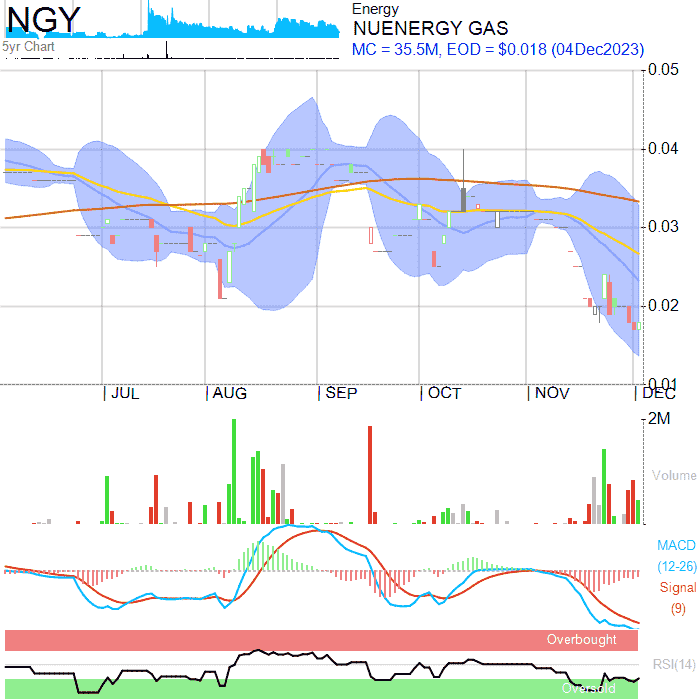 NGY
5yr Chart
Energy
NUENERGY GAS
MC = 35.5M, EOD = $0.018 (04Dec2023)
0.05
0.04
0.03
0.02
0.01
JUL AUG SEP OCT NOV DEC
2M
Volume
MACD
(12-26)
Signal
(9)
Overbought
RSI(14)
Oversold